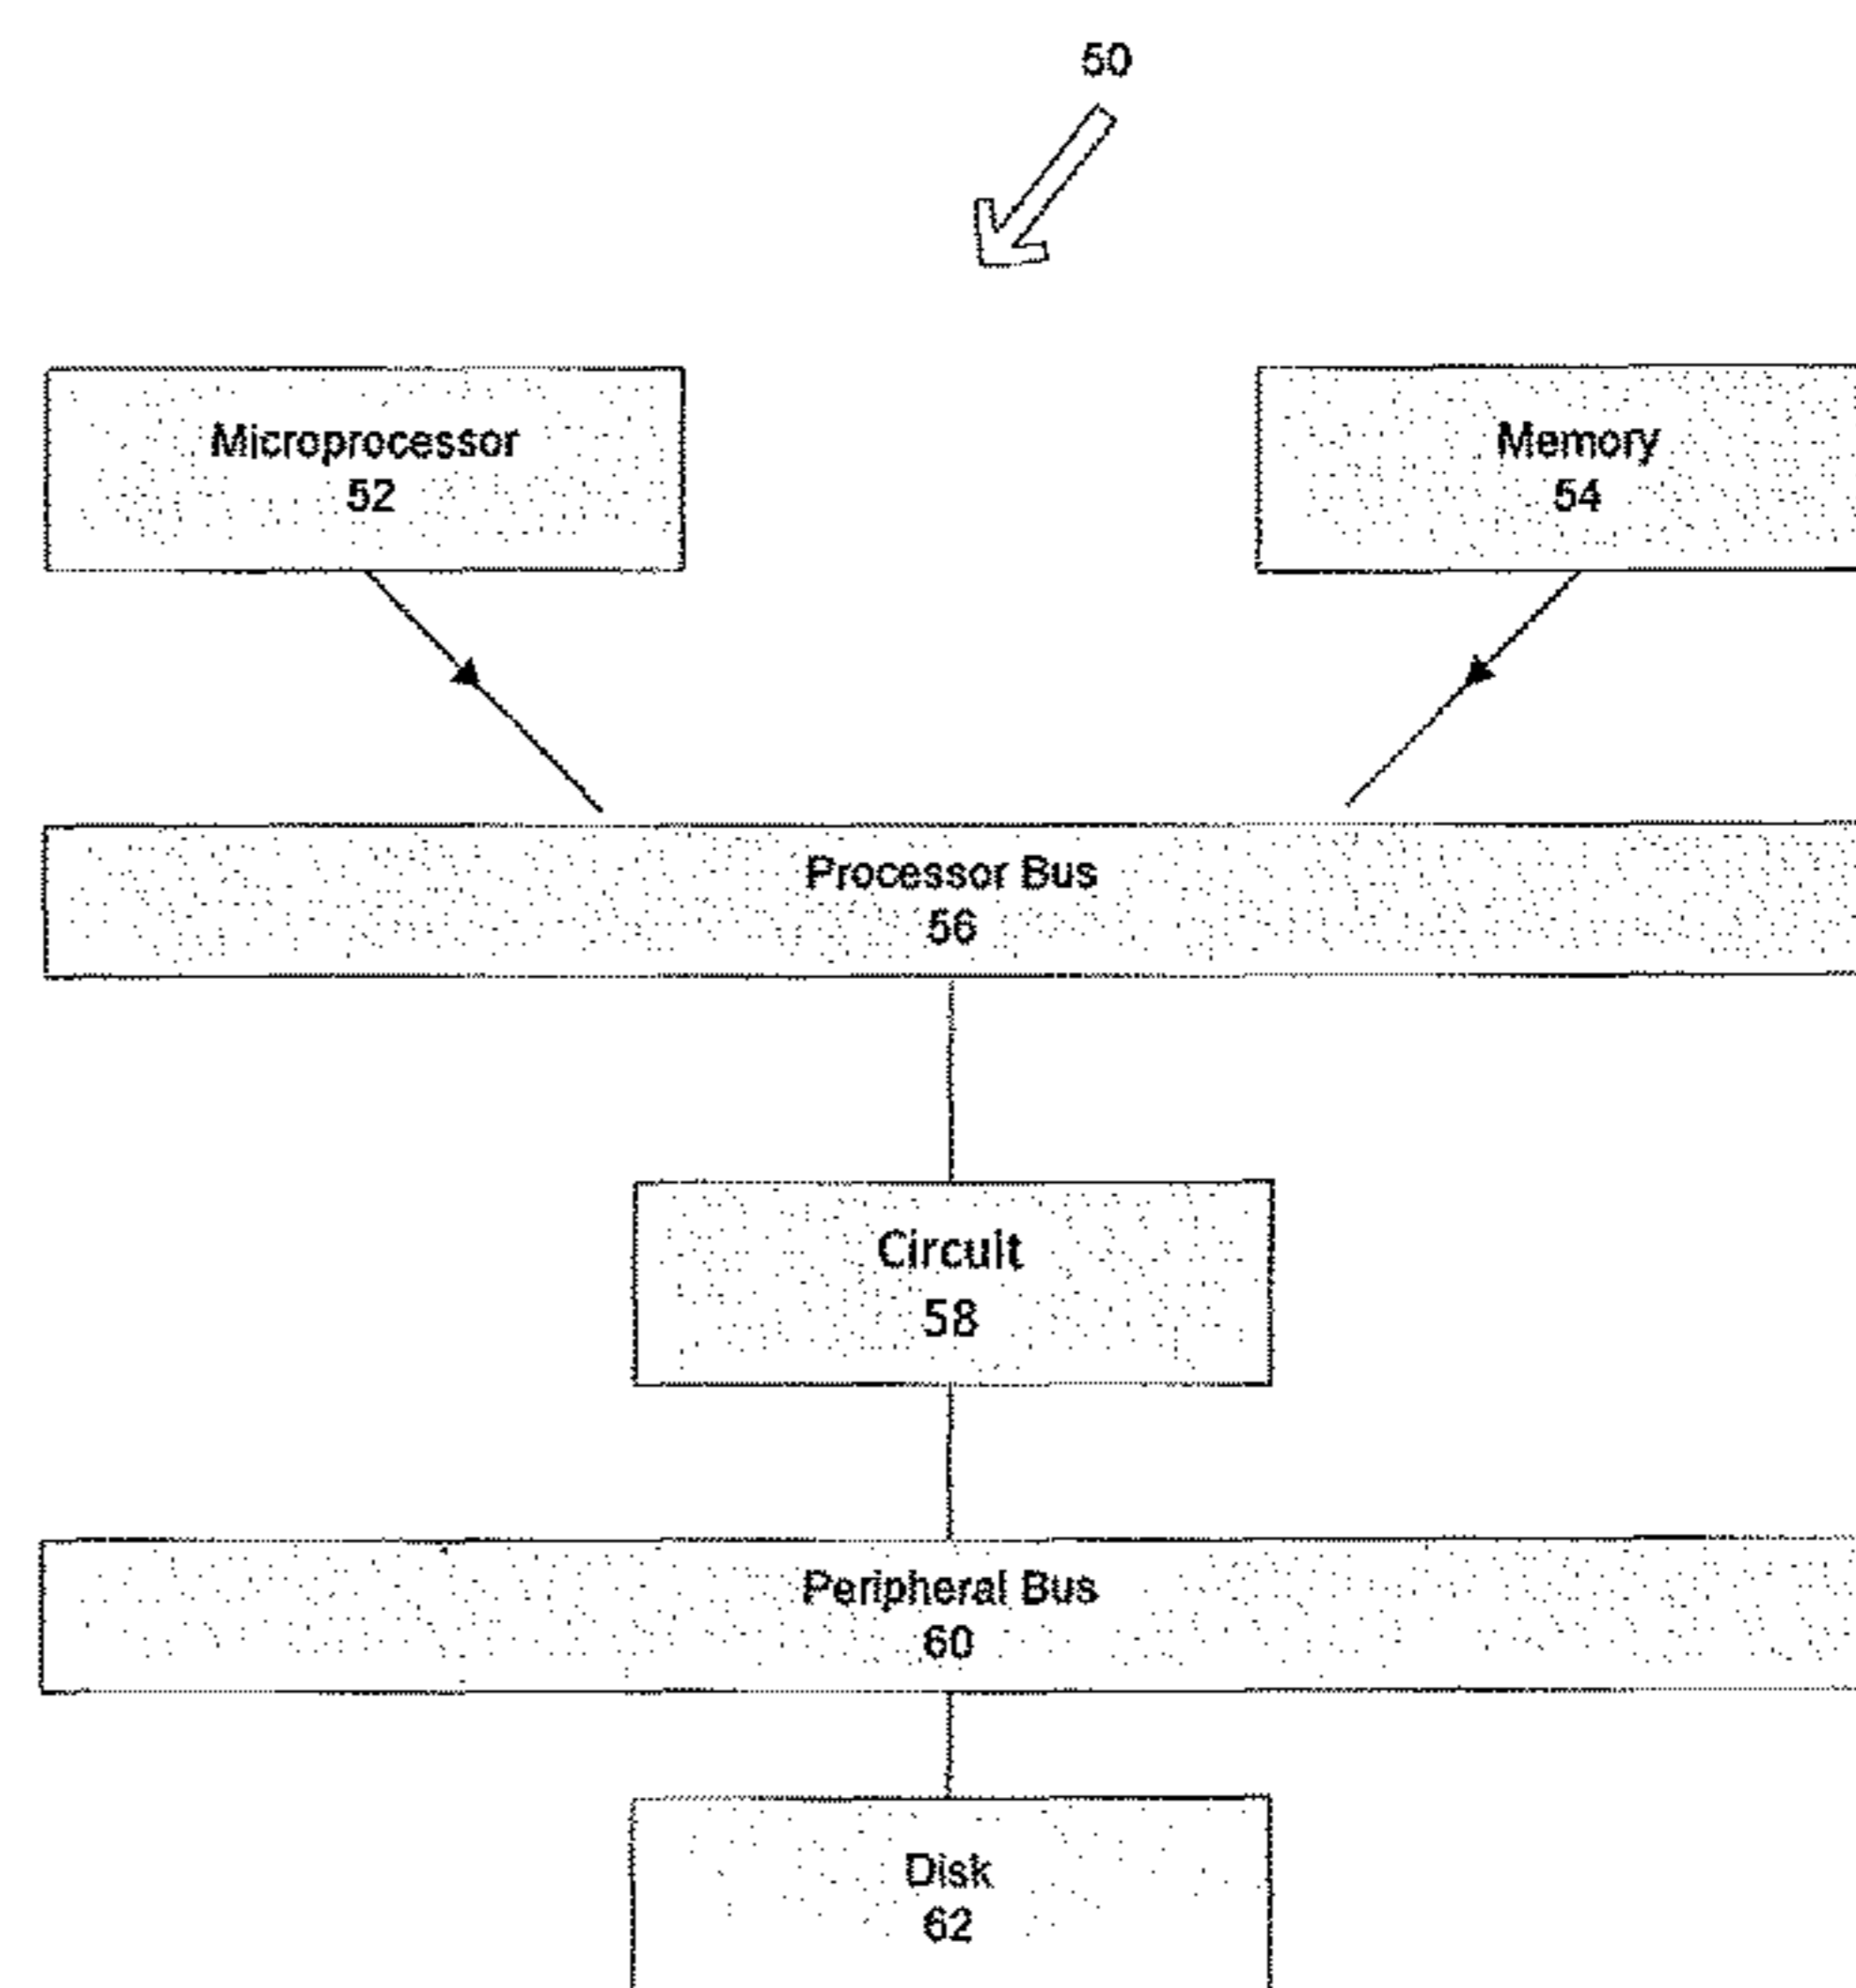 50
Microprocessor
52
Memory
54
Processor Bus
56
Circuit
58
Peripheral Bus
60
Disk
62